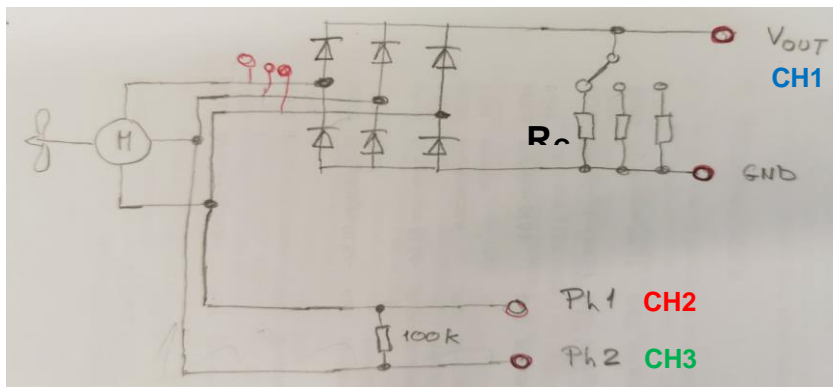 VOUT
CH1
M
GND
Ph1 CH2
100k
Ph2 CH3